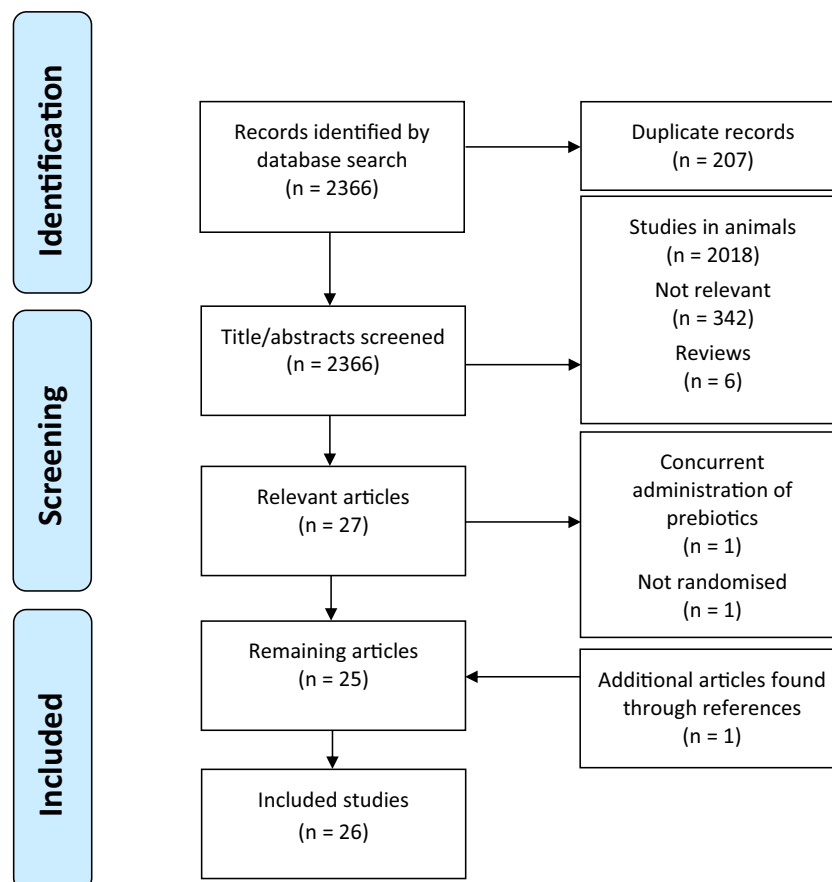 Identification
Records identified by
database search
(n = 2366)
Duplicate records
(n = 207)
Studies in animals
(n = 2018)
Not relevant
(n = 342)
Reviews
(n = 6)
Screening
Title/abstracts screened
(n = 2366)
Relevant articles
(n = 27)
Concurrent
administration of
prebiotics
(n = 1)
Not randomised
(n = 1)
Included
Remaining articles
(n = 25)
Additional articles found
through references
(n = 1)
Included studies
(n = 26)